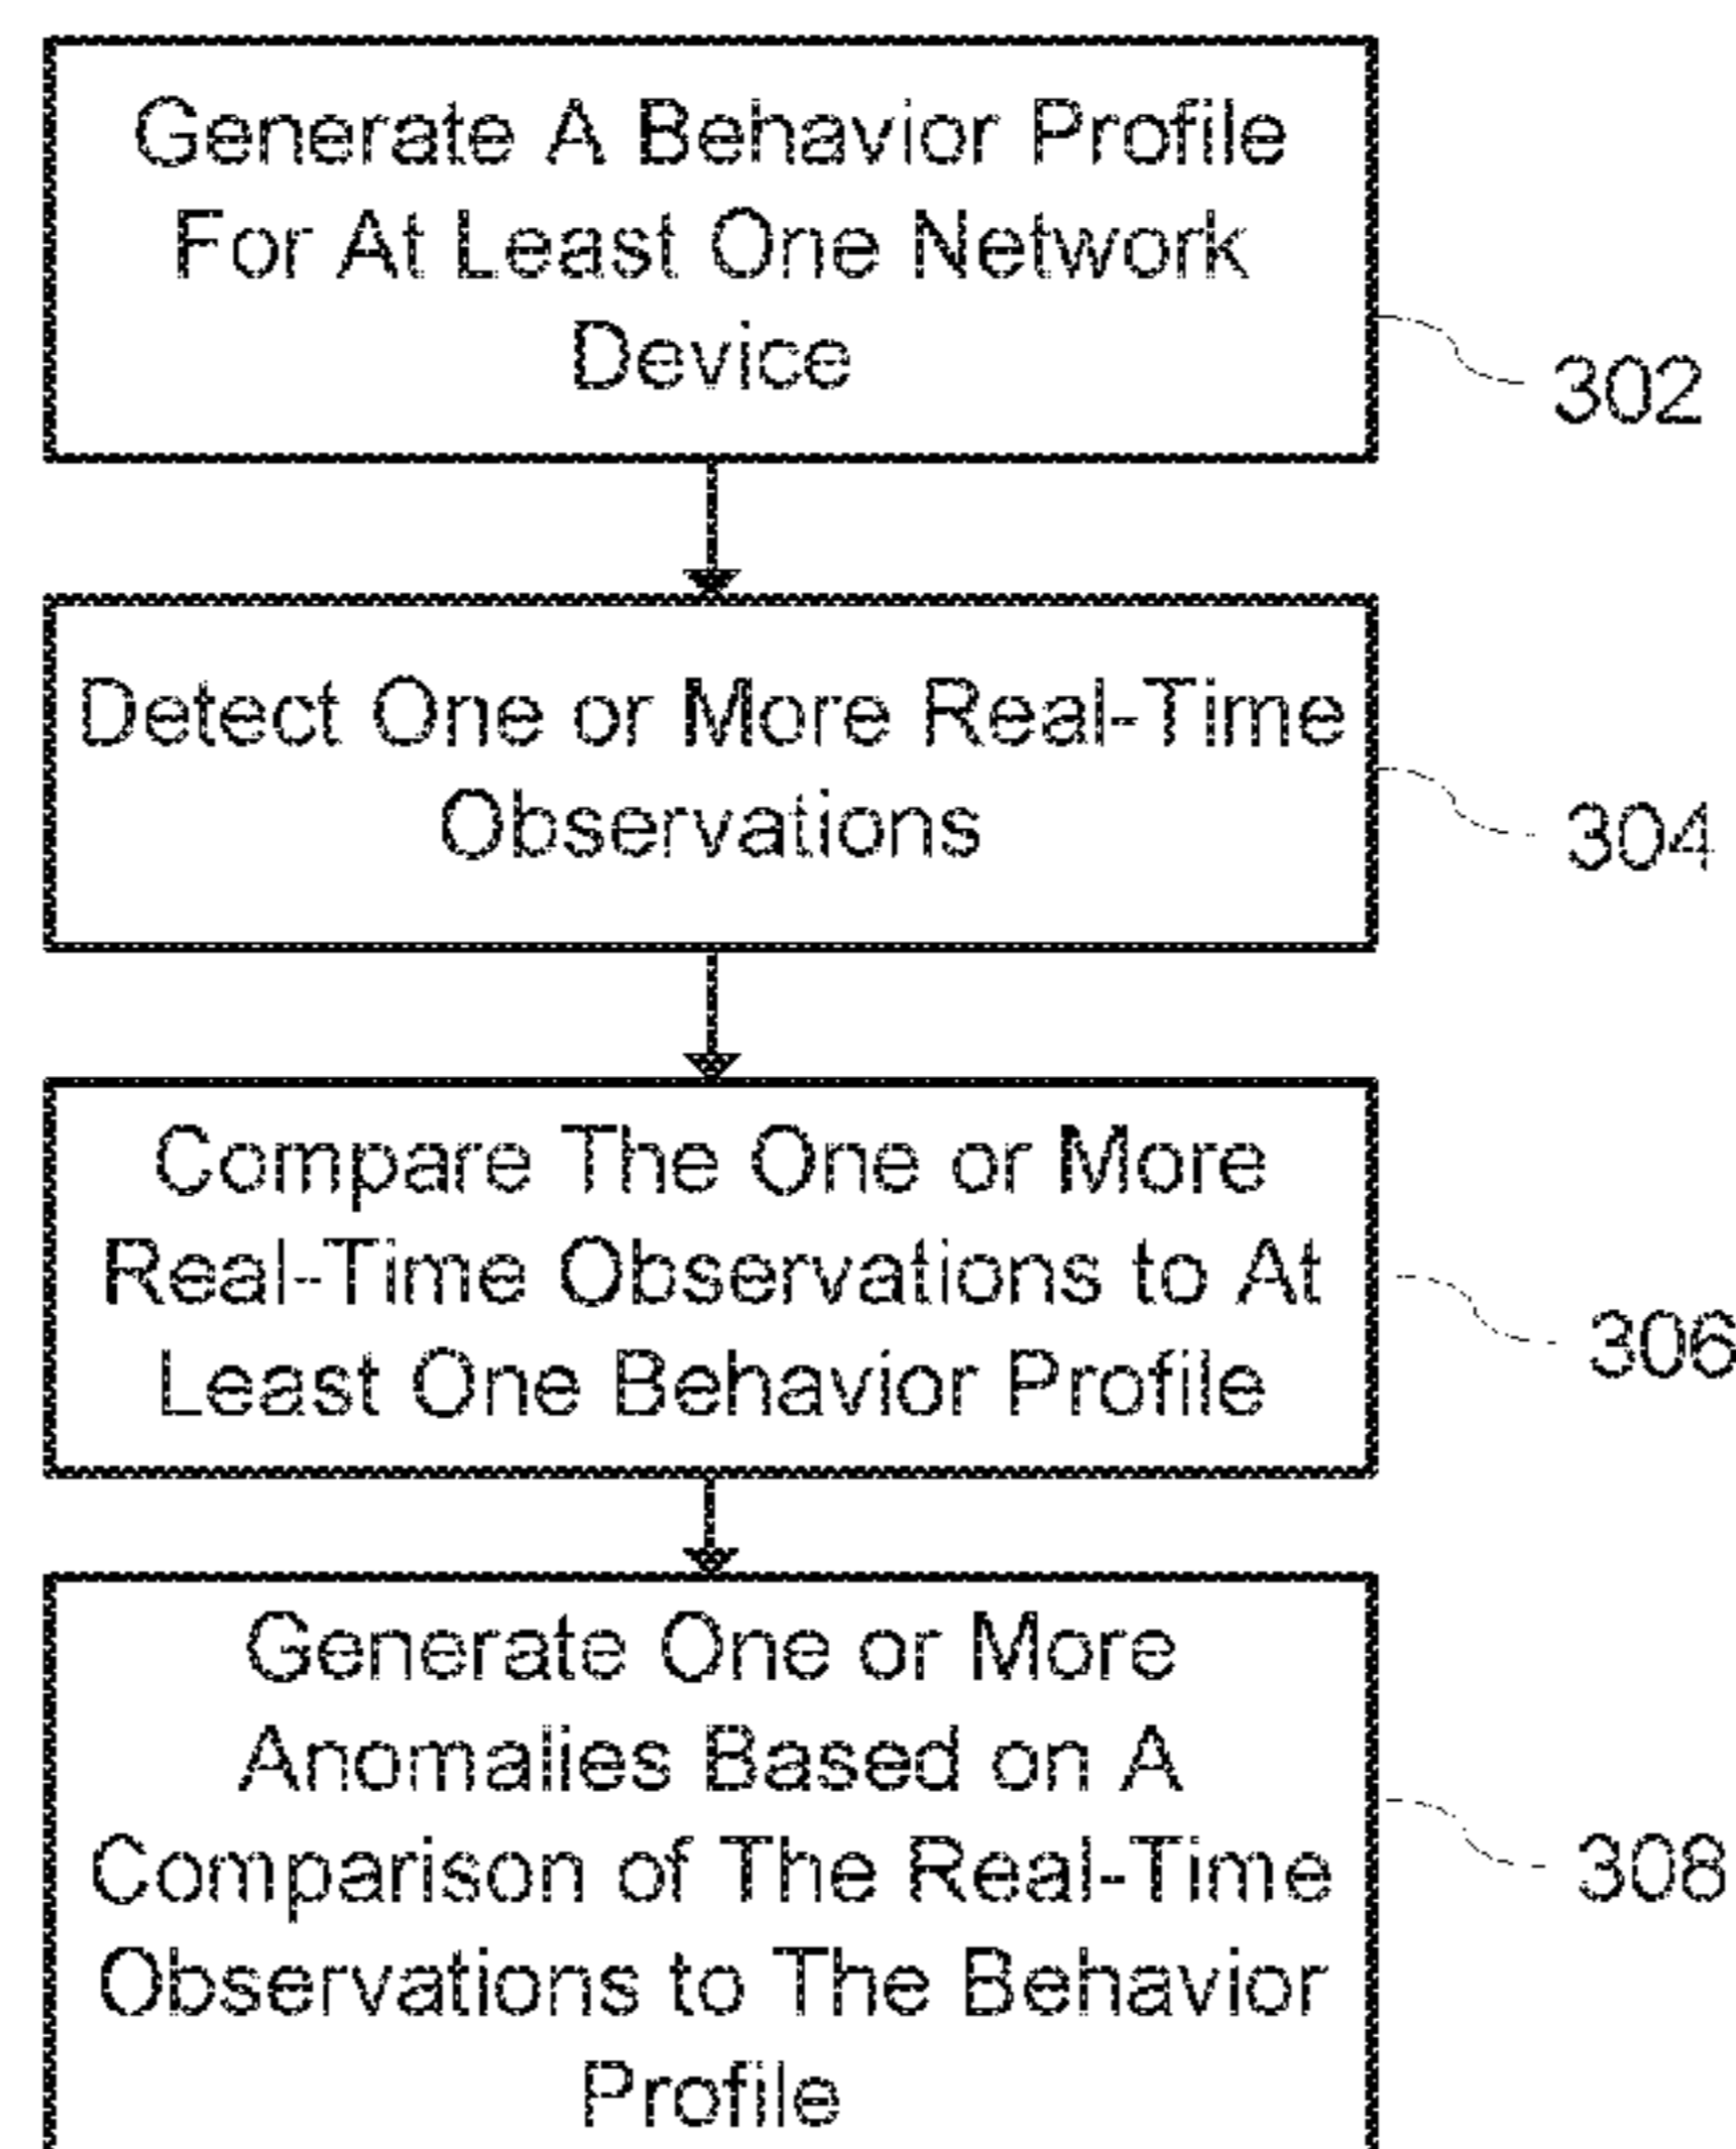 Generate A Behavior Profile
For At Least One Network
Device
302
Detect One or More Real-Time
Observations
304
Compare The One or More
Real-Time Observations to At
Least One Behavior Profile
306
Generate One or More
Anomalies Based on A
Comparison of The Real-Time
Observations to The Behavior
Profile
308